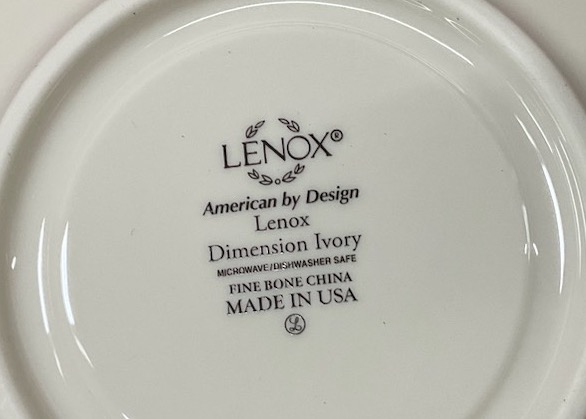 LENOX®
American by Design
Lenox
Dimension Ivory
MICROWAVE/DISHWASHER SAFE
FINE BONE CHINA
MADE IN USA
L